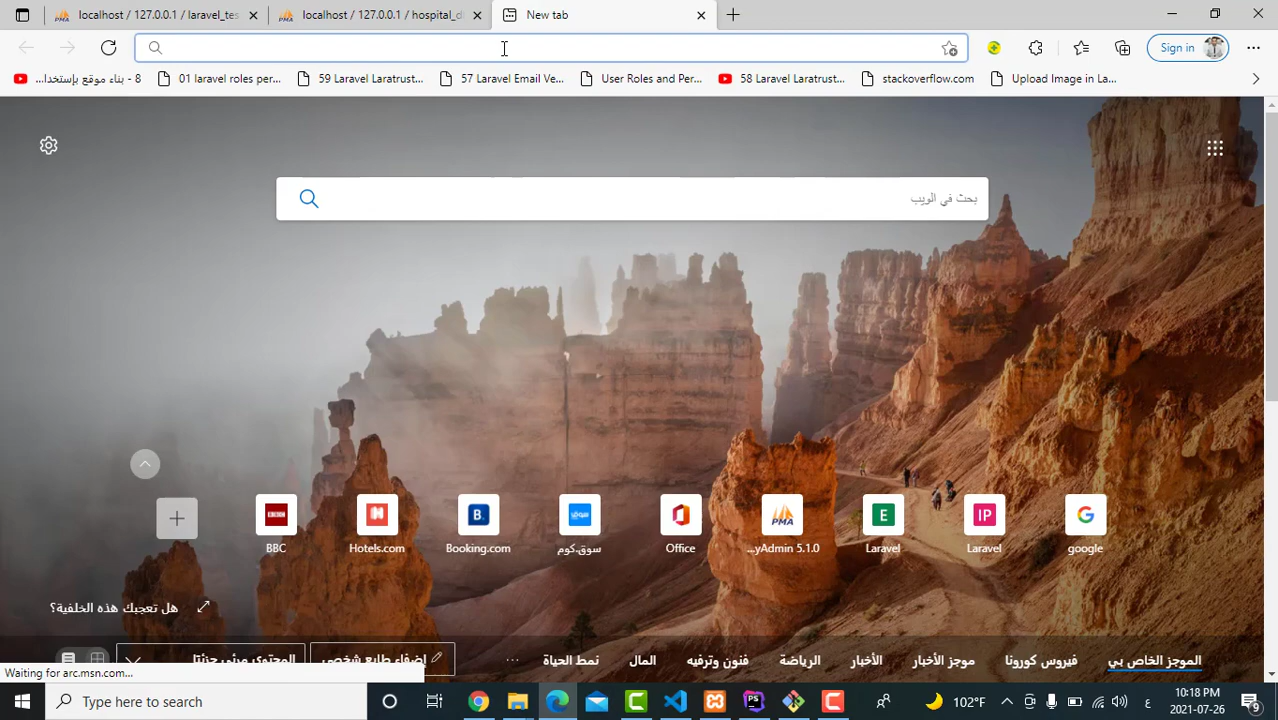 localhost / 127.0.0.1 / laravel_tes
localhost / 127.0.0.1 / hospital_d
New tab
Sign in
8 - بناء موقع بإستخدا...
01 laravel roles per...
59 Laravel Laratrust...
57 Laravel Email Ve...
User Roles and Per...
58 Laravel Laratrust...
stackoverflow.com
Upload Image in La...
بحث في الويب
BBC
Hotels.com
Booking.com
سوق.كوم
Office
...yAdmin 5.1.0
Laravel
Laravel
google
هل تعجبك هذه الخلفية؟
الموجز الخاص بي
فيروس كورونا
موجز الأخبار
الأخبار
الرياضة
فنون وترفيه
المال
نمط الحياة
...
إضفاء طابع شخصي
المحتوى مرئي جزئيًا
Waiting for arc.msn.com...
Type here to search
102°F
ع
10:18 PM
2021-07-26
9